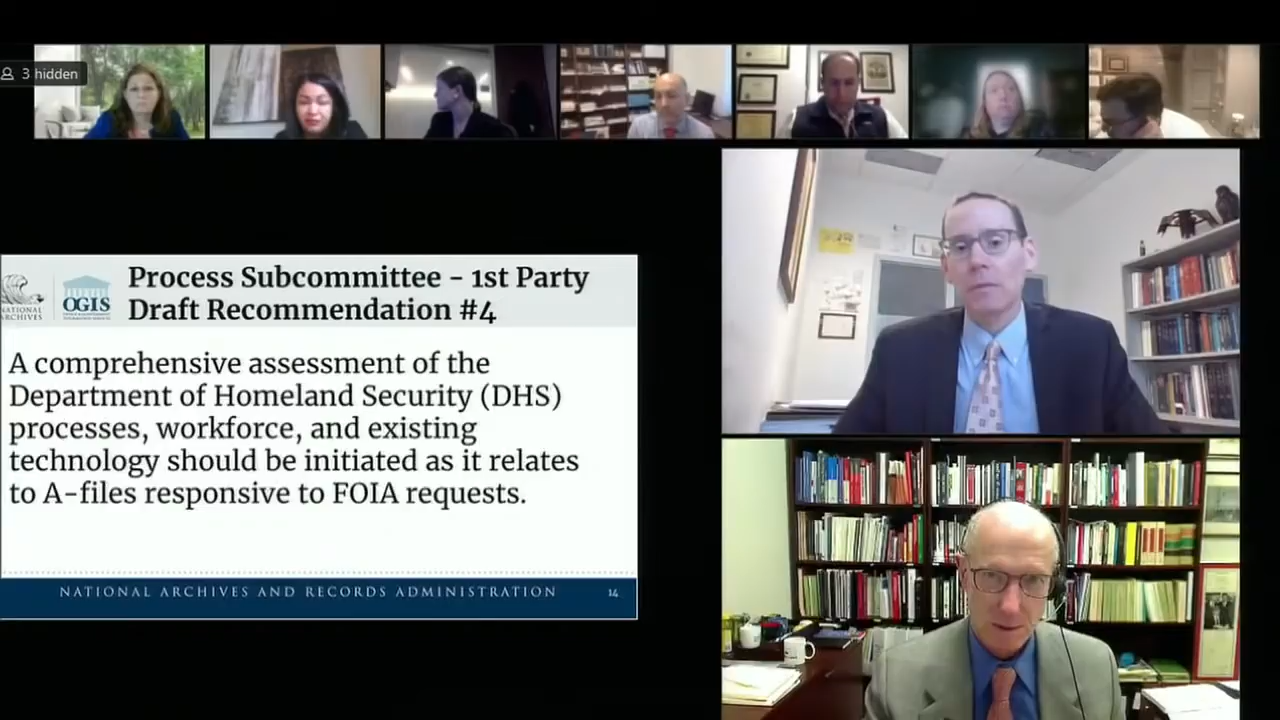 3 hidden
NATIONAL
ARCHIVES
OGIS
Process Subcommittee - 1st Party
Draft Recommendation #4
A comprehensive assessment of the
Department of Homeland Security (DHS)
processes, workforce, and existing
technology should be initiated as it relates
to A-files responsive to FOIA requests.
NATIONAL ARCHIVES AND RECORDS ADMINISTRATION
14